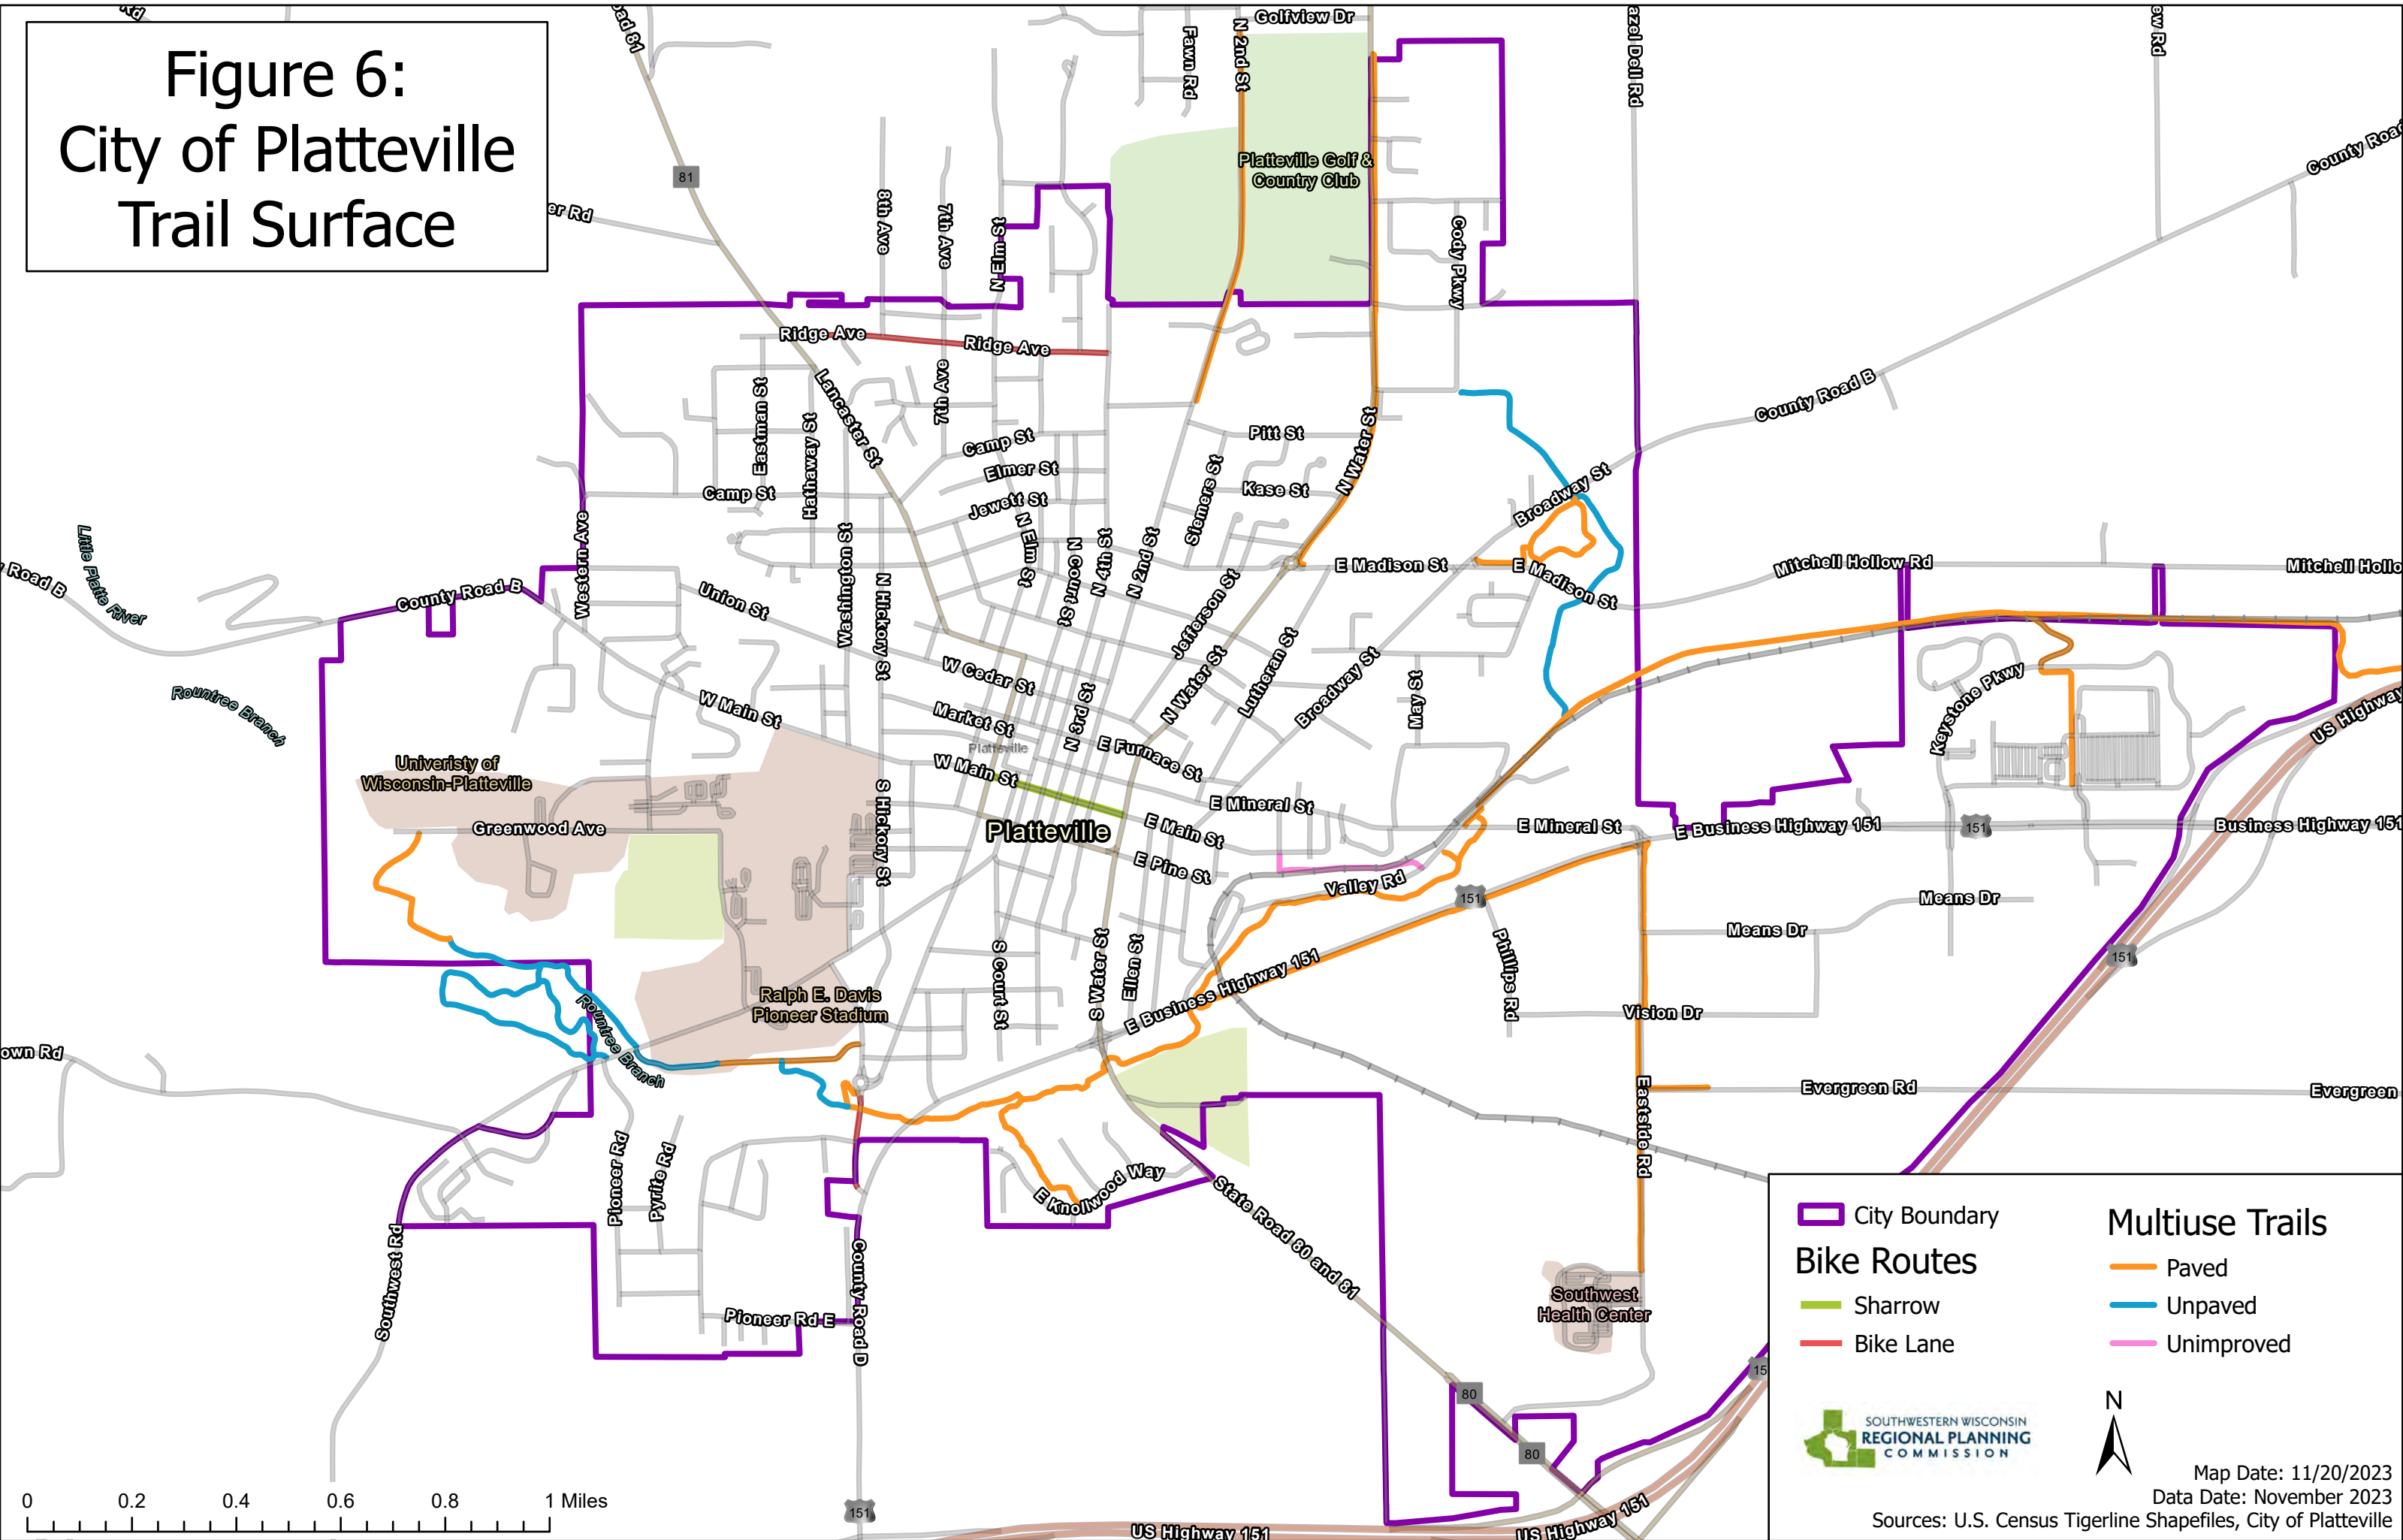 Figure 6:
City of Platteville
Trail Surface
Golfview Dr
Fawn Rd
N 2nd St
81
Platteville Golf &
Country Club
8th Ave
7th Ave
N Elm St
Cody Pkwy
Ridge Ave
Ridge Ave
Lancaster St
Eastman St
Hathaway St
7th Ave
Camp St
Elmer St
Camp St
Jewett St
Pitt St
Kase St
Siemers St
N Water St
Broadway St
County Road B
Little Platte River
Western Ave
County Road B
Union St
Washington St
N Hickory St
N Elm St
N Court St
N 4th St
N 2nd St
Jefferson St
E Madison St
E Madison St
Mitchell Hollow Rd
Rountree Branch
W Main St
W Cedar St
Market St
N 3rd St
N Water St
Lutheran St
Broadway St
May St
Keystone Pkwy
Platteville
W Main St
E Furnace St
E Mineral St
E Mineral St
E Business Highway 151
151
Business Highway 151
Univeristy of
Wisconsin-Platteville
Greenwood Ave
S Hickory St
Platteville
E Main St
E Pine St
Valley Rd
151
Means Dr
Means Dr
Phillips Rd
151
S Court St
S Water St
Ellen St
E Business Highway 151
Vision Dr
Ralph E. Davis
Pioneer Stadium
Rountree Branch
Evergreen Rd
Evergreen
Eastside Rd
Pioneer Rd
Pyrite Rd
E Knollwood Way
State Road 80 and 81
Southwest Rd
County Road D
Pioneer Rd E
Southwest
Health Center
80
80
151
US Highway 151
US Highway 151
City Boundary
Bike Routes
Sharrow
Bike Lane
Multiuse Trails
Paved
Unpaved
Unimproved
SOUTHWESTERN WISCONSIN
REGIONAL PLANNING
COMMISSION
N
Map Date: 11/20/2023
Data Date: November 2023
Sources: U.S. Census Tigerline Shapefiles, City of Platteville
0 0.2 0.4 0.6 0.8 1 Miles